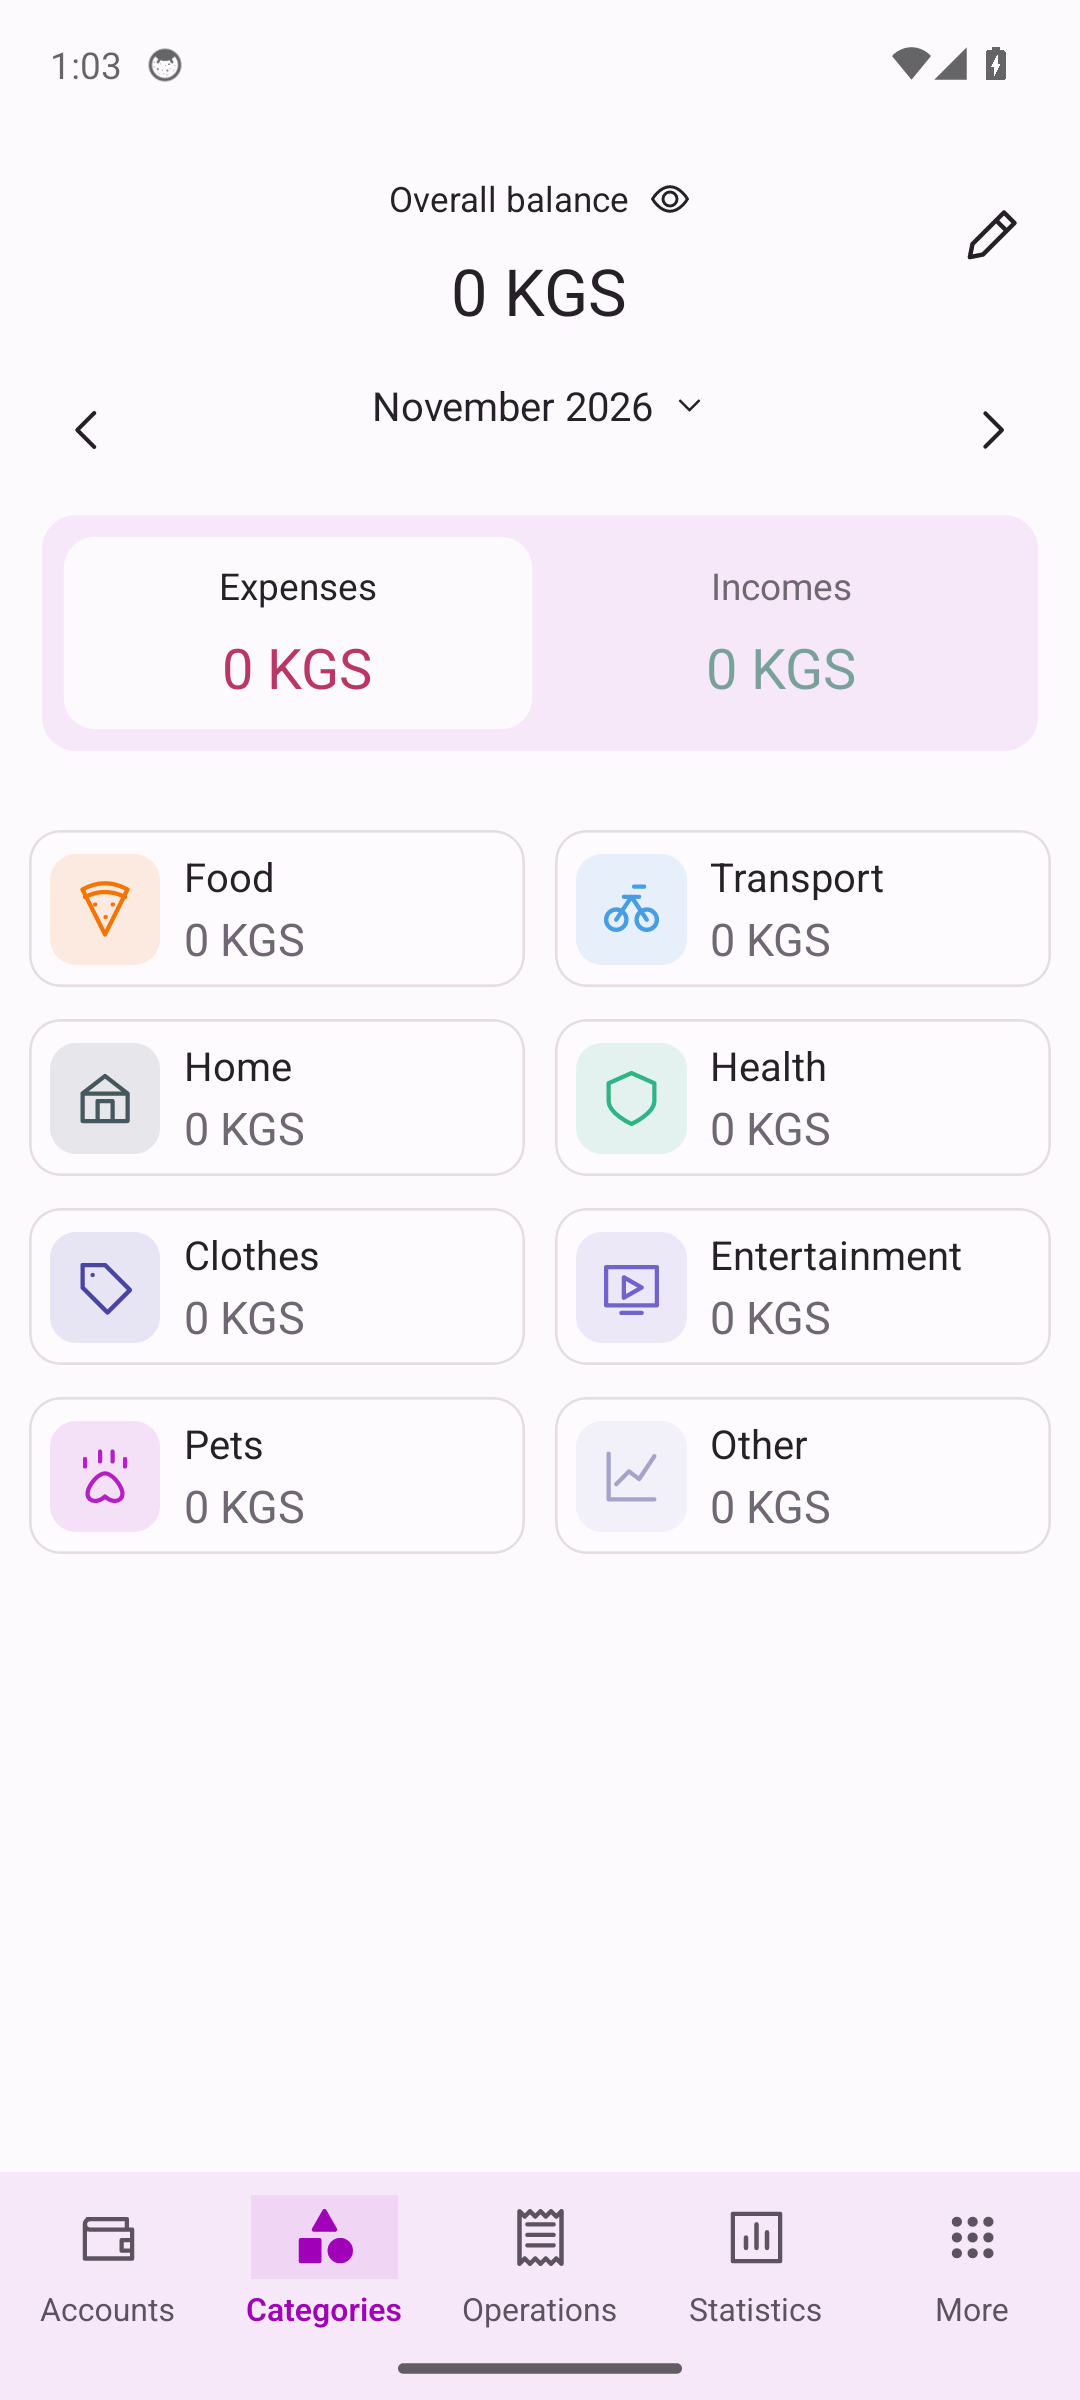 1:03
Overall balance
0 KGS
November 2026
Expenses
0 KGS
Incomes
0 KGS
Food
0 KGS
Transport
0 KGS
Home
0 KGS
Health
0 KGS
Clothes
0 KGS
Entertainment
0 KGS
Pets
0 KGS
Other
0 KGS
Accounts
Categories
Operations
Statistics
More